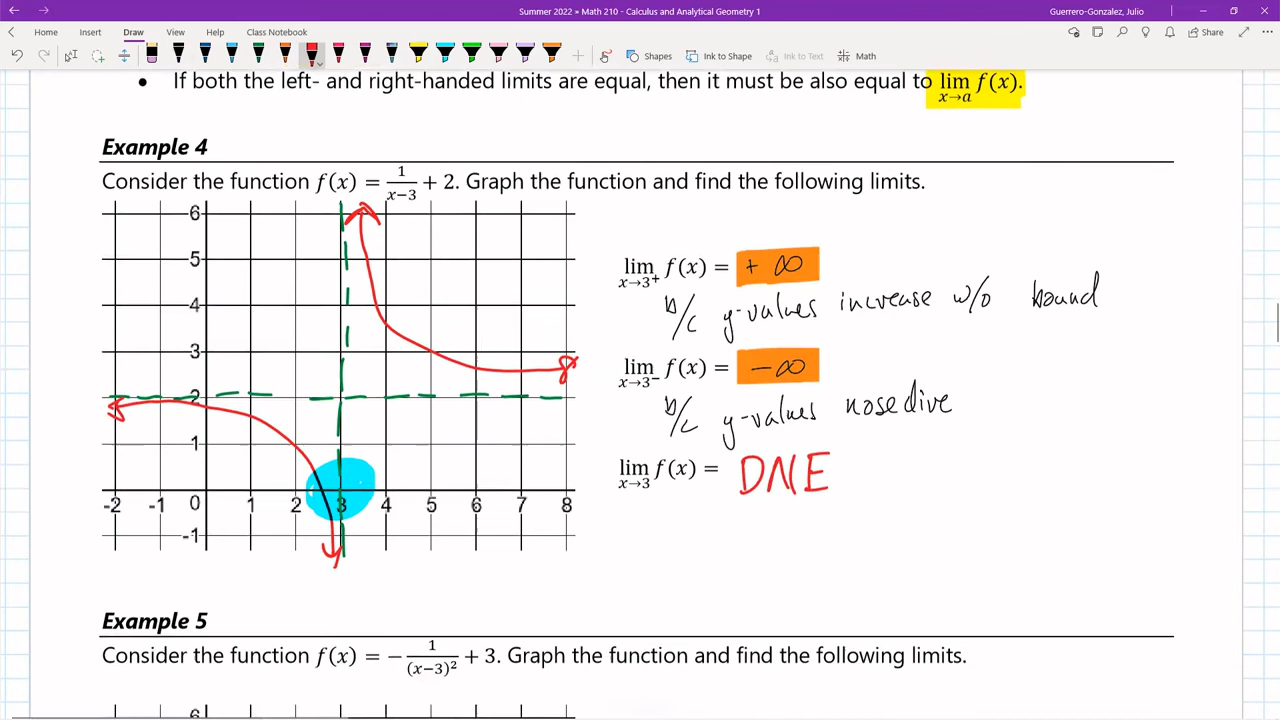 Summer 2022 » Math 210 - Calculus and Analytical Geometry 1
Guerrero-Gonzalez, Julio
Home Insert Draw View Help Class Notebook
Share
Shapes Ink to Shape Ink to Text Math
• If both the left- and right-handed limits are equal, then it must be also equal to lim x→a f(x).
Example 4
Consider the function f(x) = 1/(x−3) + 2. Graph the function and find the following limits.
6
5
4
3
2
1
-2 -1 0 1 2 3 4 5 6 7 8
-1
lim x→3⁺ f(x) = + ∞
b/c y-values increase w/o bound
lim x→3⁻ f(x) = − ∞
b/c y-values nosedive
lim x→3 f(x) = DNE
Example 5
Consider the function f(x) = − 1/(x−3)² + 3. Graph the function and find the following limits.
6